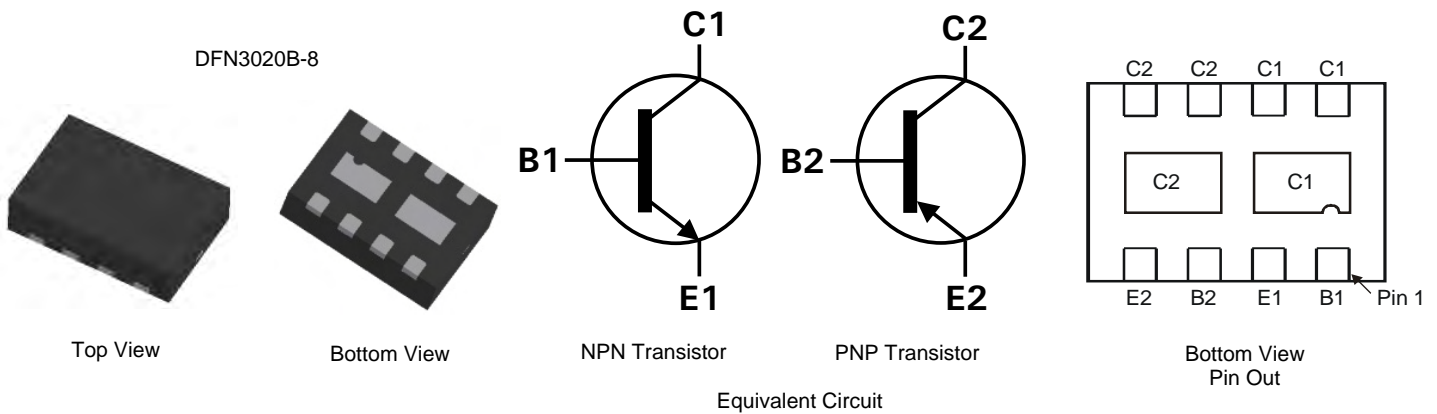 DFN3020B-8
Top View
Bottom View
C1
B1
E1
NPN Transistor
C2
B2
E2
PNP Transistor
Equivalent Circuit
C2 C2 C1 C1
C2 C1
E2 B2 E1 B1 Pin 1
Bottom View
Pin Out